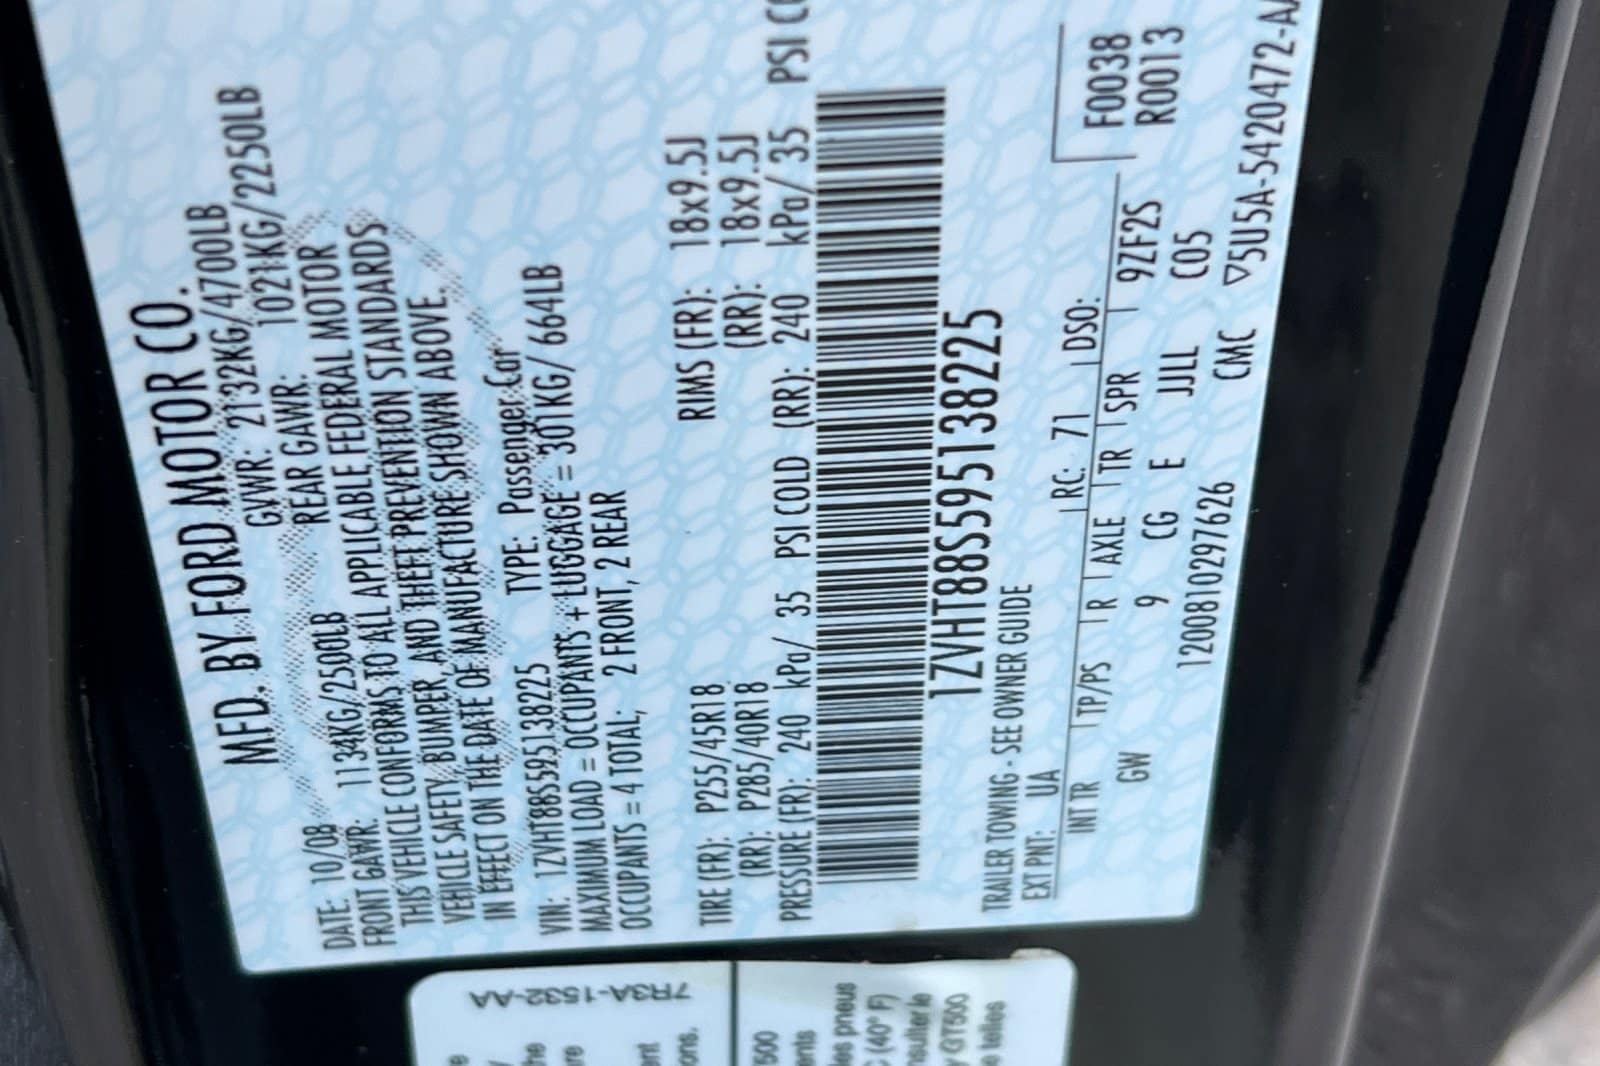 MFD. BY FORD MOTOR CO.
DATE: 10/08 GVWR: 2132KG/4700LB
FRONT GAWR: 1134KG/2500LB REAR GAWR: 1021KG/2250LB
THIS VEHICLE CONFORMS TO ALL APPLICABLE FEDERAL MOTOR
VEHICLE SAFETY, BUMPER, AND THEFT PREVENTION STANDARDS
IN EFFECT ON THE DATE OF MANUFACTURE SHOWN ABOVE.
VIN: 1ZVHT88S595138225 TYPE: Passenger Car
MAXIMUM LOAD = OCCUPANTS + LUGGAGE = 301KG/664LB
OCCUPANTS = 4 TOTAL; 2 FRONT, 2 REAR
TIRE (FR): P255/45R18 RIMS (FR): 18x9.5J
(RR): P285/40R18 (RR): 18x9.5J
PRESSURE (FR): 240 kPa/ 35 PSI COLD (RR): 240 kPa/ 35 PSI
1ZVHT88S595138225
TRAILER TOWING - SEE OWNER GUIDE
EXT PNT: UA RC: 71 DSO:
F0038
R0013
INT TR TP/PS R AXLE TR SPR 9ZF2S
GW 9 CG E JJLL C05
120081029762​6 CMC ▽5U5A-5420472-
7R3A-1532-AA
(40° F)
GT500